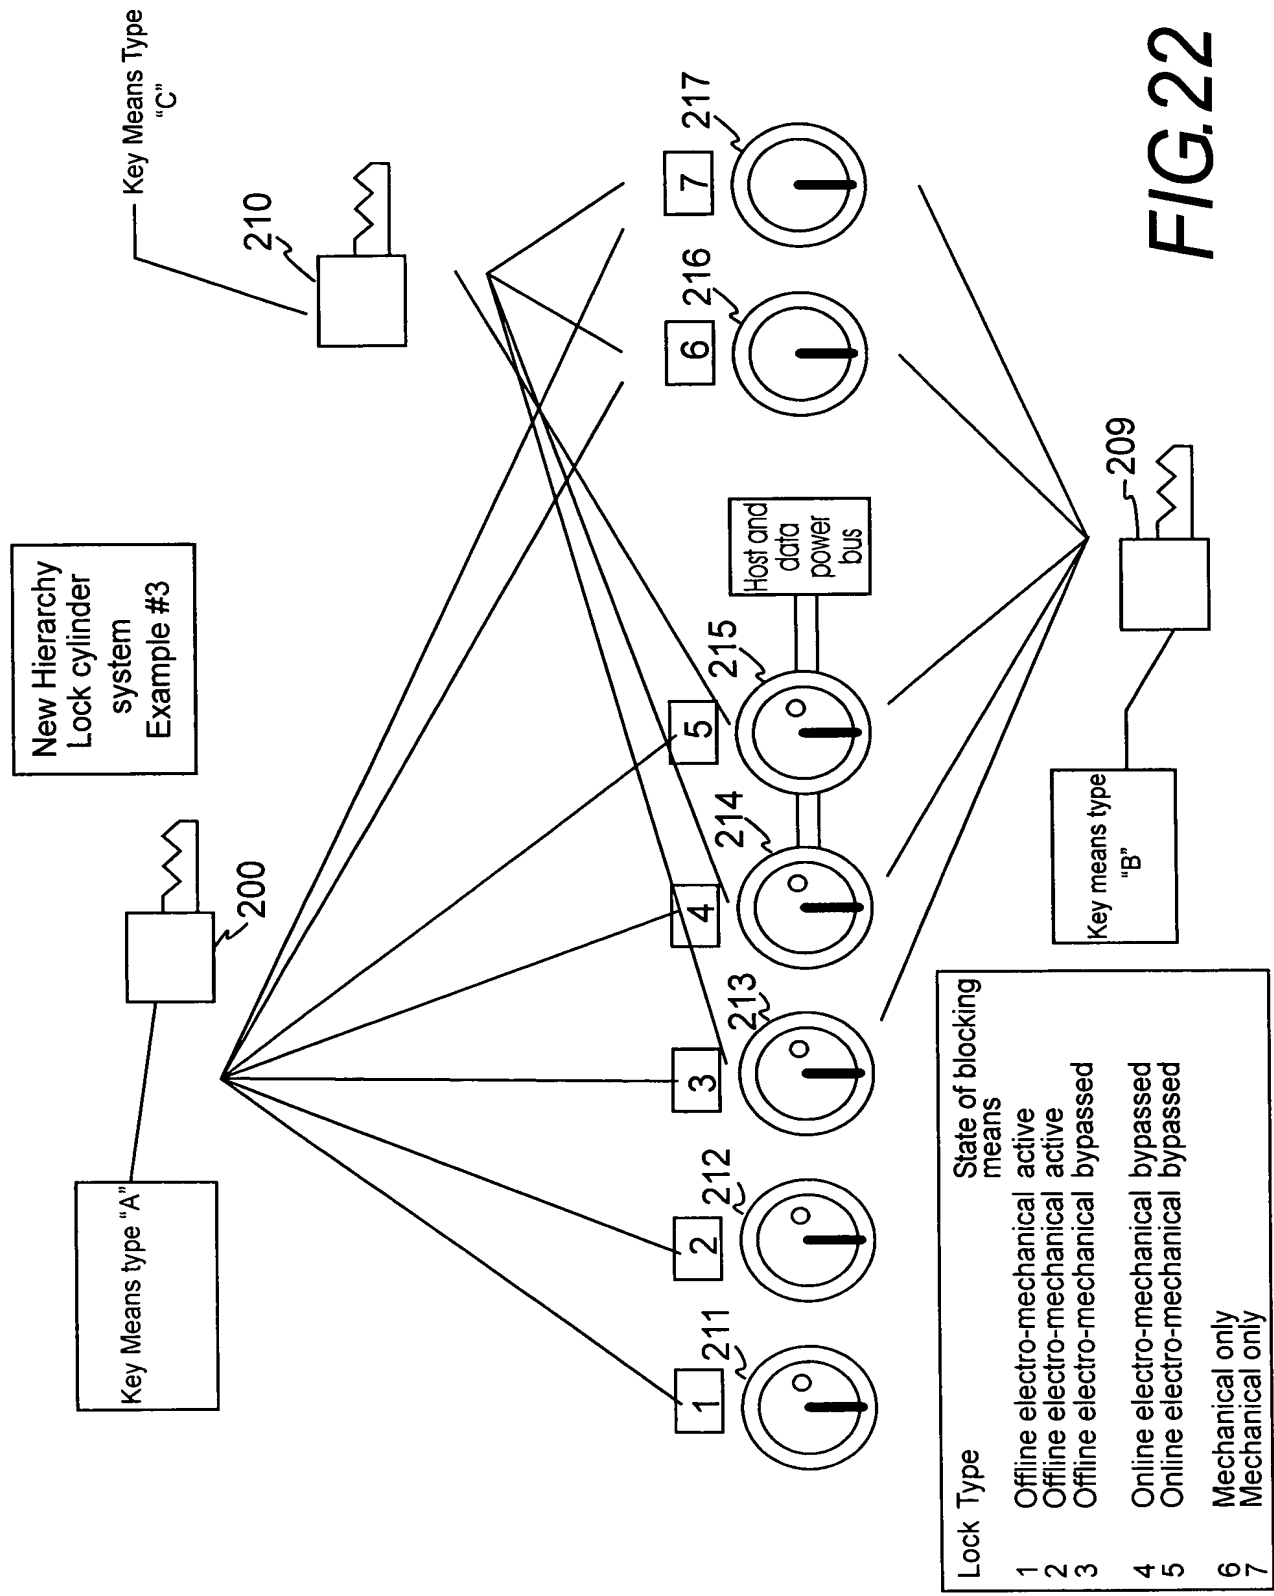 New Hierarchy
Lock cylinder
system
Example #3
Key Means type "A"
200
Key Means Type
"C"
210
1
2
3
4
5
6
7
211
212
213
214
215
216
217
Host and
data
power
bus
Key means type
"B"
209
Lock Type State of blocking
means
1 Offline electro-mechanical active
2 Offline electro-mechanical active
3 Offline electro-mechanical bypassed
4 Online electro-mechanical bypassed
5 Online electro-mechanical bypassed
6 Mechanical only
7 Mechanical only
FIG.22